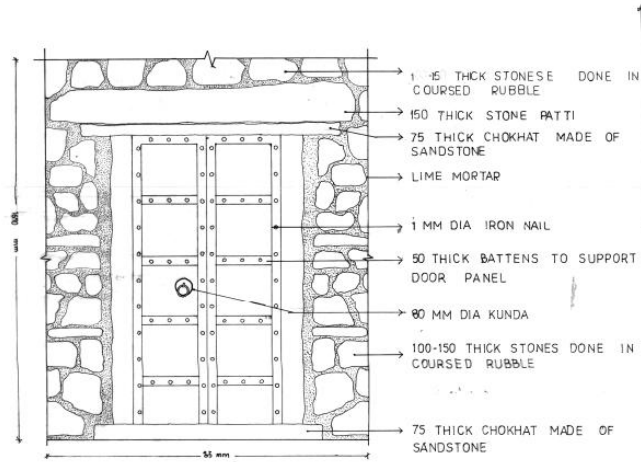 THICK STONESE DONE IN
COURSED RUBBLE
150 THICK STONE PATTI
75 THICK CHOKHAT MADE OF
SANDSTONE
LIME MORTAR
1 MM DIA IRON NAIL
50 THICK BATTENS TO SUPPORT
DOOR PANEL
80 MM DIA KUNDA
100-150 THICK STONES DONE IN
COURSED RUBBLE
75 THICK CHOKHAT MADE OF
SANDSTONE
mm
mm